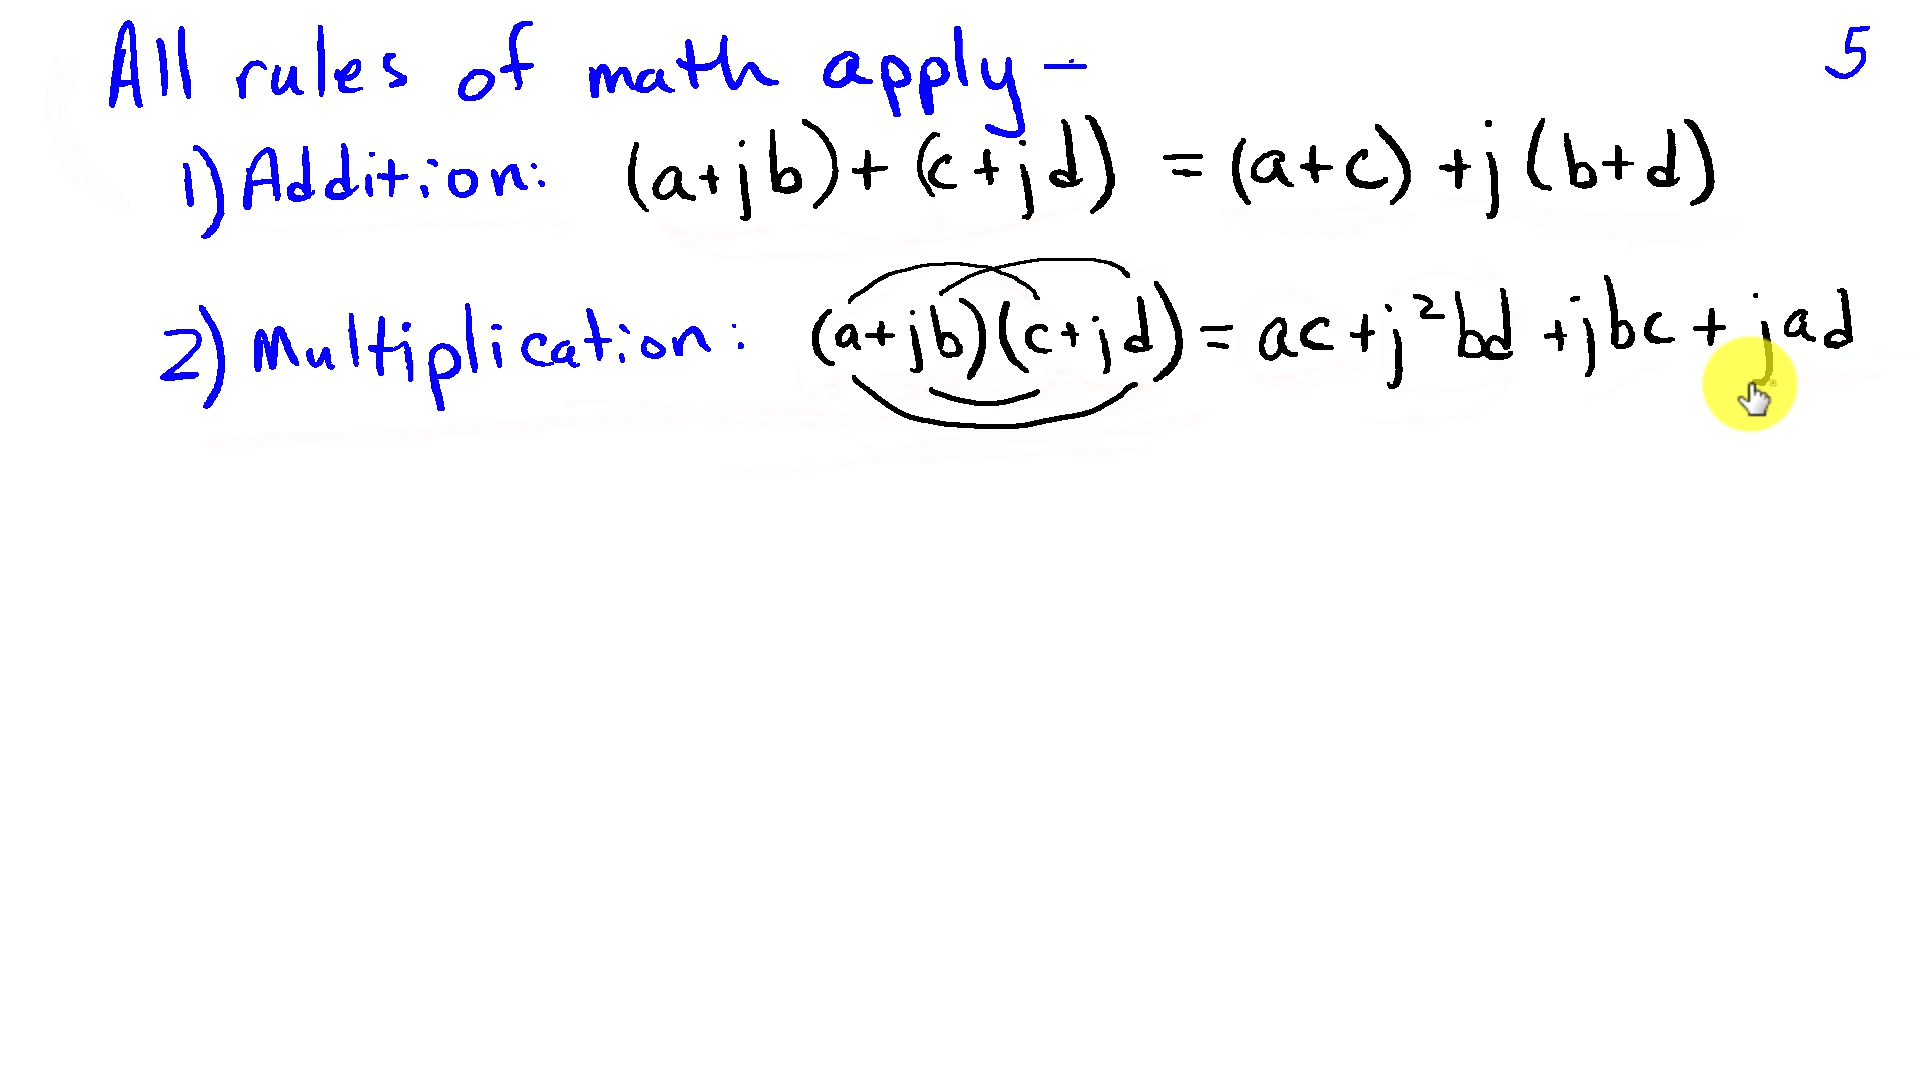 All rules of math apply – 5
1) Addition: (a+jb)+(c+jd) = (a+c)+j(b+d)
2) Multiplication: (a+jb)(c+jd) = ac+j²bd+jbc+jad